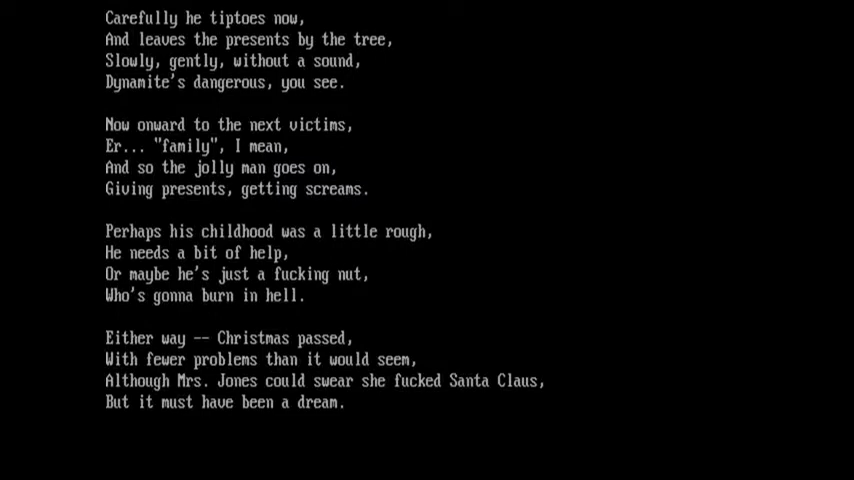 Carefully he tiptoes now,
And leaves the presents by the tree,
Slowly, gently, without a sound,
Dynamite's dangerous, you see.

Now onward to the next victims,
Er... "family", I mean,
And so the jolly man goes on,
Giving presents, getting screams.

Perhaps his childhood was a little rough,
He needs a bit of help,
Or maybe he's just a fucking nut,
Who's gonna burn in hell.

Either way -- Christmas passed,
With fewer problems than it would seem,
Although Mrs. Jones could swear she fucked Santa Claus,
But it must have been a dream.